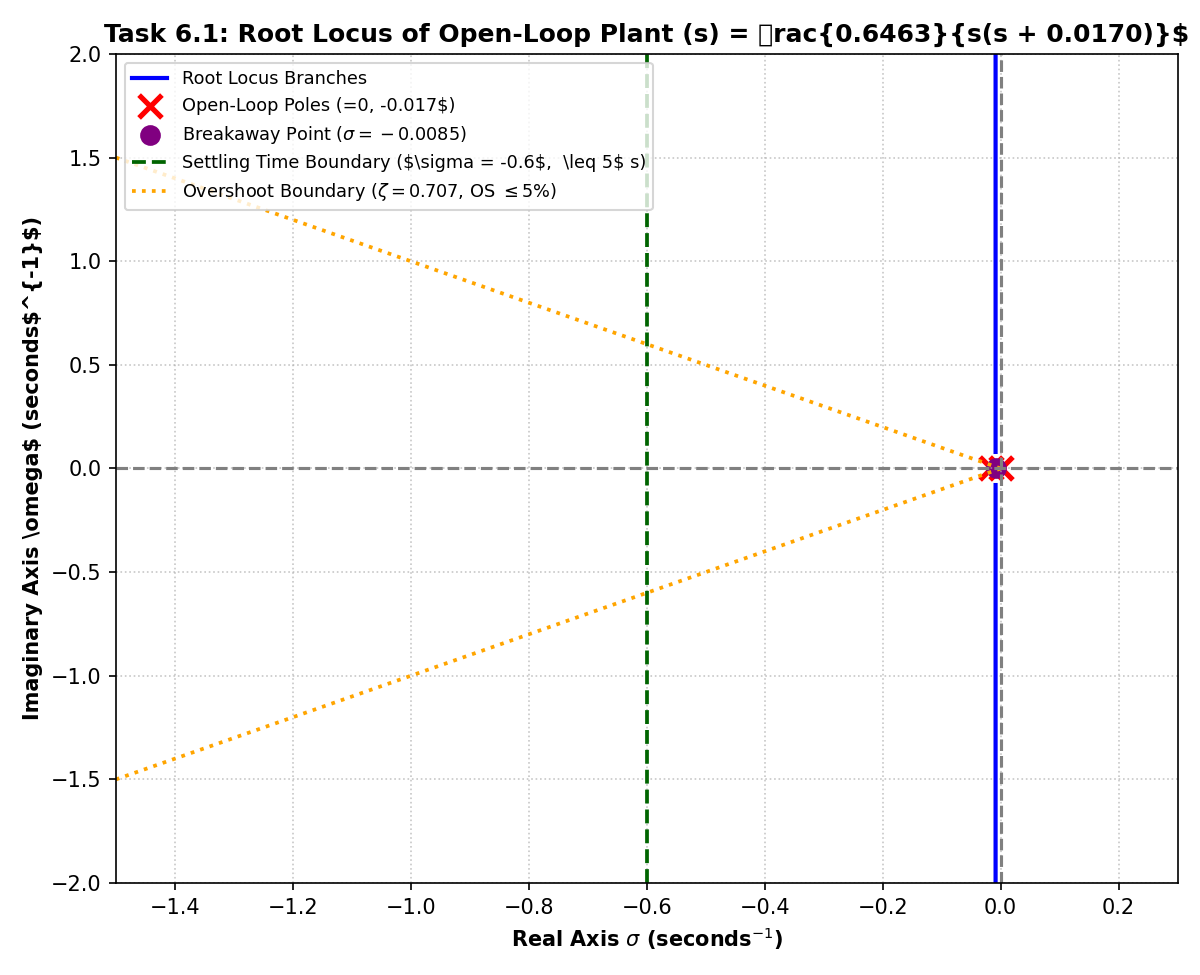 Task 6.1: Root Locus of Open-Loop Plant (s) = rac{0.6463}{s(s + 0.0170)}$
Root Locus Branches
Open-Loop Poles (=0, -0.017$)
Breakaway Point (σ = −0.0085)
Settling Time Boundary ($\sigma = -0.6$,  \leq 5$ s)
Overshoot Boundary (ζ = 0.707, OS ≤ 5%)
Imaginary Axis \omega$ (seconds$^{-1}$)
2.0
1.5
1.0
0.5
0.0
−0.5
−1.0
−1.5
−2.0
−1.4 −1.2 −1.0 −0.8 −0.6 −0.4 −0.2 0.0 0.2
Real Axis σ (seconds⁻¹)